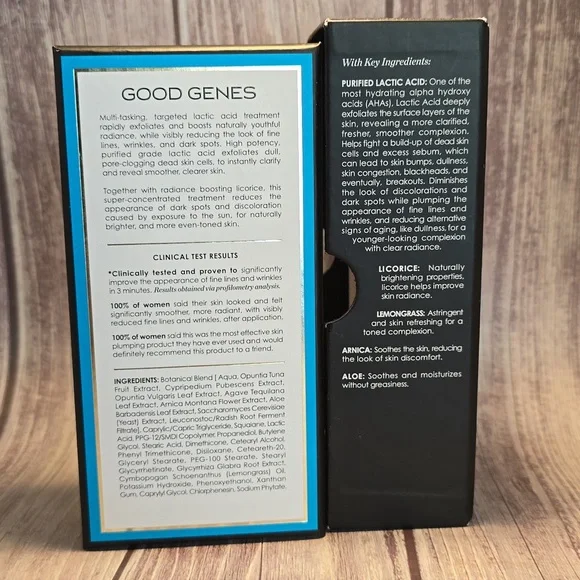 GOOD GENES
Multi-tasking, targeted lactic acid treatment
rapidly exfoliates and boosts naturally youthful
radiance, while visibly reducing the look of fine
lines, wrinkles, and dark spots. High potency,
purified grade lactic acid exfoliates dull,
pore-clogging dead skin cells, to instantly clarify
and reveal smoother, clearer skin.
Together with radiance boosting licorice, this
super-concentrated treatment reduces the
appearance of dark spots and discoloration
caused by exposure to the sun, for naturally
brighter, and more even-toned skin.
CLINICAL TEST RESULTS
*Clinically tested and proven to significantly
improve the appearance of fine lines and wrinkles
in 3 minutes. Results obtained via profilometry analysis.
100% of women said their skin looked and felt
significantly smoother, more radiant, with visibly
reduced fine lines and wrinkles, after application.
100% of women said this was the most effective skin
plumping product they have ever used and would
definitely recommend this product to a friend.
INGREDIENTS: Botanical Blend [ Aqua, Opuntia Tuna
Fruit Extract, Cypripedium Pubescens Extract,
Opuntia Vulgaris Leaf Extract, Agave Tequilana
Leaf Extract, Arnica Montana Flower Extract, Aloe
Barbadensis Leaf Extract, Saccharomyces Cerevisiae
(Yeast) Extract, Leuconostoc/Radish Root Ferment
Filtrate], Caprylic/Capric Triglyceride, Squalane, Lactic
Acid, PPG-12/SMDI Copolymer, Propanediol, Butylene
Glycol, Stearic Acid, Dimethicone, Cetearyl Alcohol,
Phenyl Trimethicone, Disiloxane, Ceteareth-20,
Glyceryl Stearate, PEG-100 Stearate, Stearyl
Glycyrrhetinate, Glycyrrhiza Glabra Root Extract,
Cymbopogon Schoenanthus (Lemongrass) Oil,
Potassium Hydroxide, Phenoxyethanol, Xanthan
Gum, Caprylyl Glycol, Chlorphenesin, Sodium Phytate.
With Key Ingredients:
PURIFIED LACTIC ACID: One of the
most hydrating alpha hydroxy
acids (AHAs), Lactic Acid deeply
exfoliates the surface layers of the
skin, revealing a more clarified,
fresher, smoother complexion.
Helps fight a build-up of dead skin
cells and excess sebum, which
can lead to skin bumps, dullness,
skin congestion, blackheads, and
eventually, breakouts. Diminishes
the look of discolorations and
dark spots while plumping the
appearance of fine lines and
wrinkles, and reducing alternative
signs of aging, like dullness, for a
younger-looking complexion
with clear radiance.
LICORICE: Naturally
brightening properties,
licorice helps improve
skin radiance.
LEMONGRASS: Astringent
and skin refreshing for a
toned complexion.
ARNICA: Soothes the skin, reducing
the look of skin discomfort.
ALOE: Soothes and moisturizes
without greasiness.